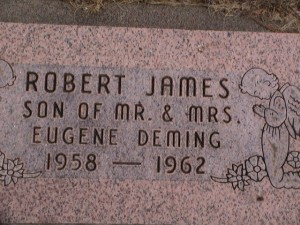 ROBERT JAMES
SON OF MR. & MRS.
EUGENE DEMING
1958 — 1962